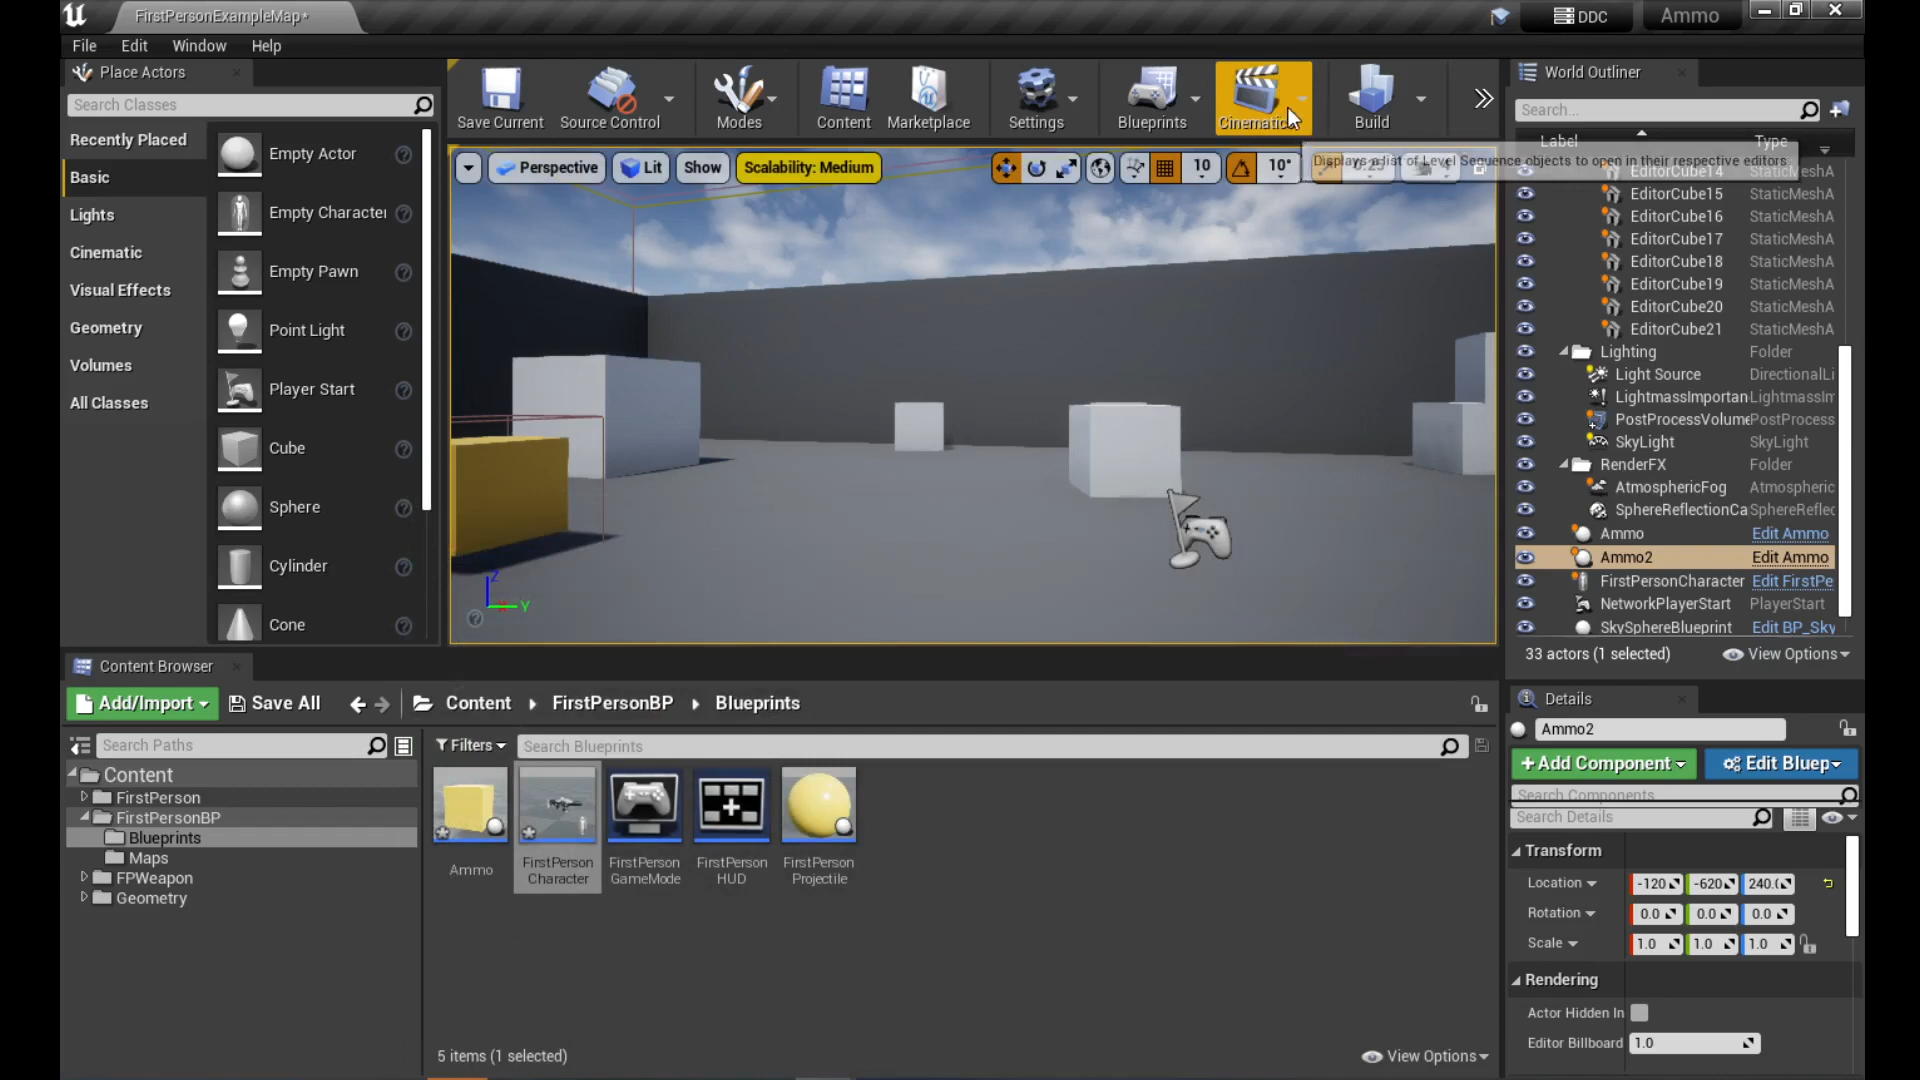 FirstPersonExampleMap*
DDC
Ammo
File Edit Window Help
Place Actors
Search Classes
Recently Placed
Basic
Lights
Cinematic
Visual Effects
Geometry
Volumes
All Classes
Empty Actor
Empty Character
Empty Pawn
Point Light
Player Start
Cube
Sphere
Cylinder
Cone
Save Current
Source Control
Modes
Content
Marketplace
Settings
Blueprints
Cinematics
Build
Displays a list of Level Sequence objects to open in their respective editors
Perspective
Lit
Show
Scalability: Medium
10
10°
0.25
4
Z
Y
World Outliner
Search...
Label Type
EditorCube14 StaticMeshA
EditorCube15 StaticMeshA
EditorCube16 StaticMeshA
EditorCube17 StaticMeshA
EditorCube18 StaticMeshA
EditorCube19 StaticMeshA
EditorCube20 StaticMeshA
EditorCube21 StaticMeshA
Lighting Folder
Light Source DirectionalLi
LightmassImportan LightmassIm
PostProcessVolume PostProcess
SkyLight SkyLight
RenderFX Folder
AtmosphericFog Atmospheric
SphereReflectionCa SphereReflec
Ammo Edit Ammo
Ammo2 Edit Ammo
FirstPersonCharacter Edit FirstPe
NetworkPlayerStart PlayerStart
SkySphereBlueprint Edit BP_Sky
33 actors (1 selected)
View Options
Content Browser
Add/Import
Save All
Content
FirstPersonBP
Blueprints
Search Paths
Filters
Search Blueprints
Content
FirstPerson
FirstPersonBP
Blueprints
Maps
FPWeapon
Geometry
Ammo
FirstPerson
Character
FirstPerson
GameMode
FirstPerson
HUD
FirstPerson
Projectile
5 items (1 selected)
View Options
Details
Ammo2
+Add Component
Edit Bluep
Search Components
Search Details
Transform
Location -120 -620 240.(
Rotation 0.0 0.0 0.0
Scale 1.0 1.0 1.0
Rendering
Actor Hidden In
Editor Billboard 1.0